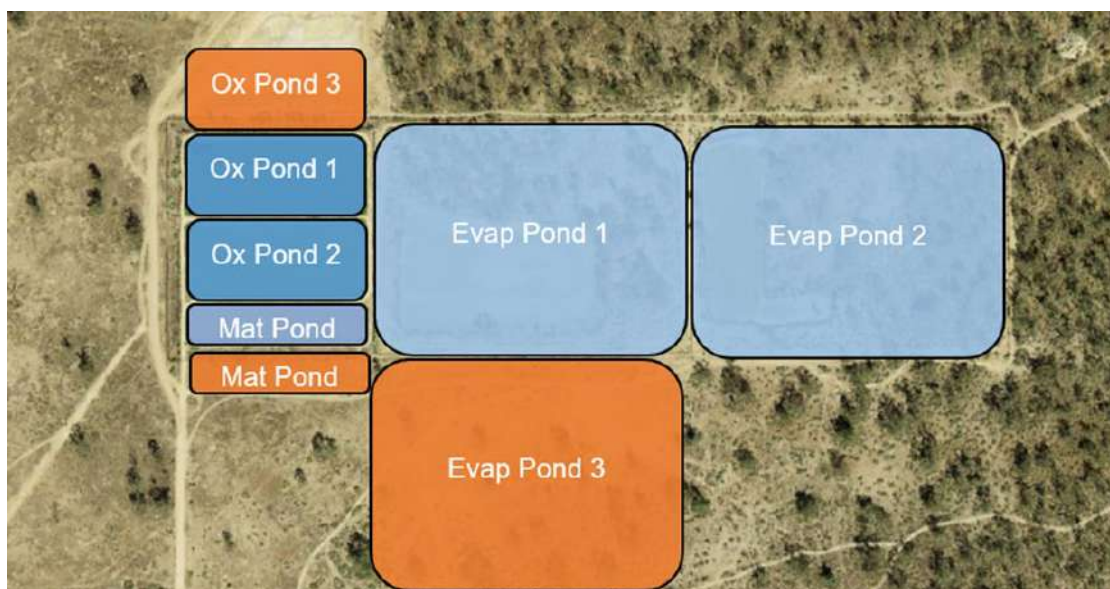 Ox Pond 3
Ox Pond 1
Ox Pond 2
Mat Pond
Mat Pond
Evap Pond 1
Evap Pond 2
Evap Pond 3